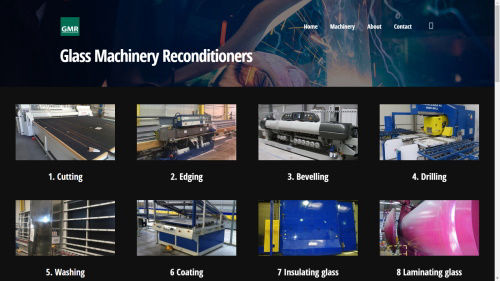 GMR
Home Machinery About Contact
Glass Machinery Reconditioners
1. Cutting 2. Edging 3. Bevelling 4. Drilling
5. Washing 6 Coating 7 Insulating glass 8 Laminating glass